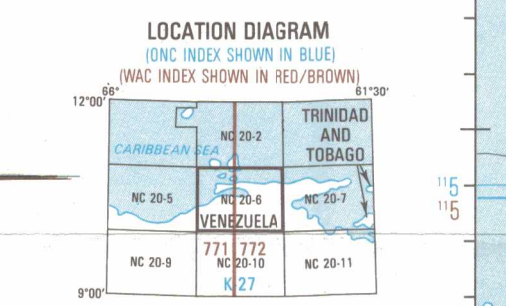 LOCATION DIAGRAM
(ONC INDEX SHOWN IN BLUE)
(WAC INDEX SHOWN IN RED/BROWN)
66° 61°30'
12°00'
NC 20-2
TRINIDAD
AND
TOBAGO
CARIBBEAN SEA
NC 20-5 NC 20-6 NC 20-7
VENEZUELA
771 772
NC 20-9 NC 20-10 NC 20-11
K 27
9°00'
115
115